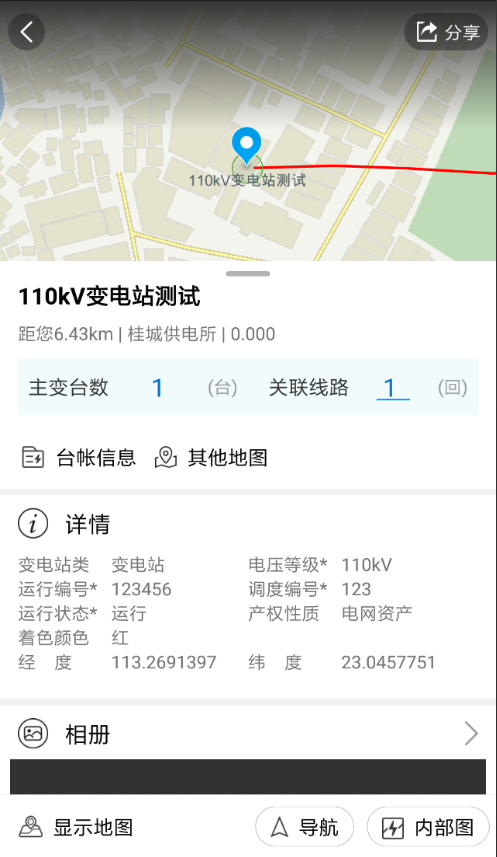 分享
110kV变电站测试
110kV变电站测试
距您6.43km | 桂城供电所 | 0.000
主变台数 1 (台) 关联线路 1 (回)
台帐信息 其他地图
详情
变电站类 变电站 电压等级* 110kV
运行编号* 123456 调度编号* 123
运行状态* 运行 产权性质 电网资产
着色颜色 红
经 度 113.2691397 纬 度 23.0457751
相册
显示地图 导航 内部图